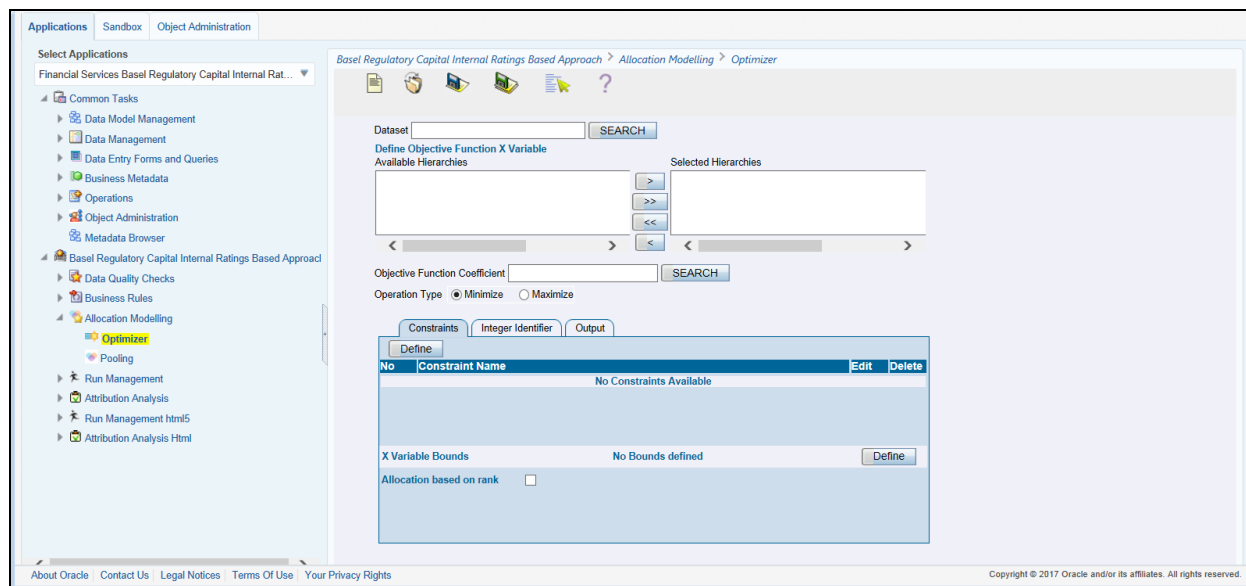 Applications Sandbox Object Administration
Select Applications
Financial Services Basel Regulatory Capital Internal Rat...
Common Tasks
Data Model Management
Data Management
Data Entry Forms and Queries
Business Metadata
Operations
Object Administration
Metadata Browser
Basel Regulatory Capital Internal Ratings Based Approacl
Data Quality Checks
Business Rules
Allocation Modelling
Optimizer
Pooling
Run Management
Attribution Analysis
Run Management html5
Attribution Analysis Html
Basel Regulatory Capital Internal Ratings Based Approach > Allocation Modelling > Optimizer
?
Dataset SEARCH
Define Objective Function X Variable
Available Hierarchies Selected Hierarchies
>
>>
<<
<
Objective Function Coefficient SEARCH
Operation Type Minimize Maximize
Constraints Integer Identifier Output
Define
No Constraint Name Edit Delete
No Constraints Available
X Variable Bounds No Bounds defined Define
Allocation based on rank
About Oracle Contact Us Legal Notices Terms Of Use Your Privacy Rights
Copyright © 2017 Oracle and/or its affiliates. All rights reserved.